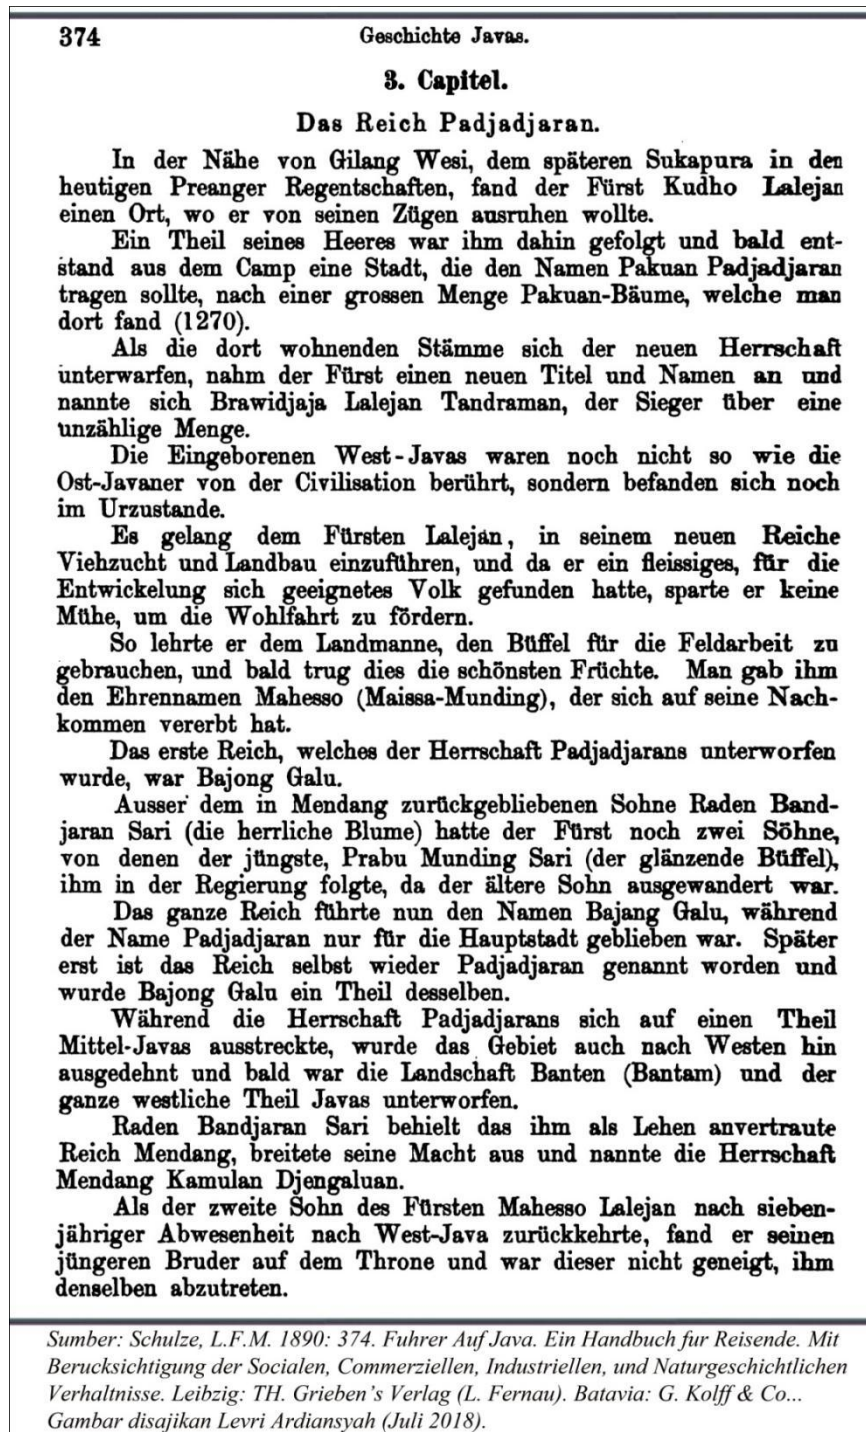 374
Geschichte Javas.
3. Capitel.
Das Reich Padjadjaran.
In der Nähe von Gilang Wesi, dem späteren Sukapura in den
heutigen Preanger Regentschaften, fand der Fürst Kudho Lalejan
einen Ort, wo er von seinen Zügen ausruhen wollte.
Ein Theil seines Heeres war ihm dahin gefolgt und bald ent-
stand aus dem Camp eine Stadt, die den Namen Pakuan Padjadjaran
tragen sollte, nach einer grossen Menge Pakuan-Bäume, welche man
dort fand (1270).
Als die dort wohnenden Stämme sich der neuen Herrschaft
unterwarfen, nahm der Fürst einen neuen Titel und Namen an und
nannte sich Brawidjaja Lalejan Tandraman, der Sieger über eine
unzählige Menge.
Die Eingeborenen West-Javas waren noch nicht so wie die
Ost-Javaner von der Civilisation berührt, sondern befanden sich noch
im Urzustande.
Es gelang dem Fürsten Lalejan, in seinem neuen Reiche
Viehzucht und Landbau einzuführen, und da er ein fleissiges, für die
Entwickelung sich geeignetes Volk gefunden hatte, sparte er keine
Mühe, um die Wohlfahrt zu fördern.
So lehrte er dem Landmanne, den Büffel für die Feldarbeit zu
gebrauchen, und bald trug dies die schönsten Früchte. Man gab ihm
den Ehrennamen Mahesso (Maissa-Munding), der sich auf seine Nach-
kommen vererbt hat.
Das erste Reich, welches der Herrschaft Padjadjarans unterworfen
wurde, war Bajong Galu.
Ausser dem in Mendang zurückgebliebenen Sohne Raden Band-
jaran Sari (die herrliche Blume) hatte der Fürst noch zwei Söhne,
von denen der jüngste, Prabu Munding Sari (der glänzende Büffel),
ihm in der Regierung folgte, da der ältere Sohn ausgewandert war.
Das ganze Reich führte nun den Namen Bajang Galu, während
der Name Padjadjaran nur für die Hauptstadt geblieben war. Später
erst ist das Reich selbst wieder Padjadjaran genannt worden und
wurde Bajong Galu ein Theil desselben.
Während die Herrschaft Padjadjarans sich auf einen Theil
Mittel-Javas ausstreckte, wurde das Gebiet auch nach Westen hin
ausgedehnt und bald war die Landschaft Banten (Bantam) und der
ganze westliche Theil Javas unterworfen.
Raden Bandjaran Sari behielt das ihm als Lehen anvertraute
Reich Mendang, breitete seine Macht aus und nannte die Herrschaft
Mendang Kamulan Djengaluan.
Als der zweite Sohn des Fürsten Mahesso Lalejan nach sieben-
jähriger Abwesenheit nach West-Java zurückkehrte, fand er seinen
jüngeren Bruder auf dem Throne und war dieser nicht geneigt, ihm
denselben abzutreten.
Sumber: Schulze, L.F.M. 1890: 374. Fuhrer Auf Java. Ein Handbuch fur Reisende. Mit
Berucksichtigung der Socialen, Commerziellen, Industriellen, und Naturgeschichtlichen
Verhaltnisse. Leibzig: TH. Grieben's Verlag (L. Fernau). Batavia: G. Kolff & Co...
Gambar disajikan Levri Ardiansyah (Juli 2018).